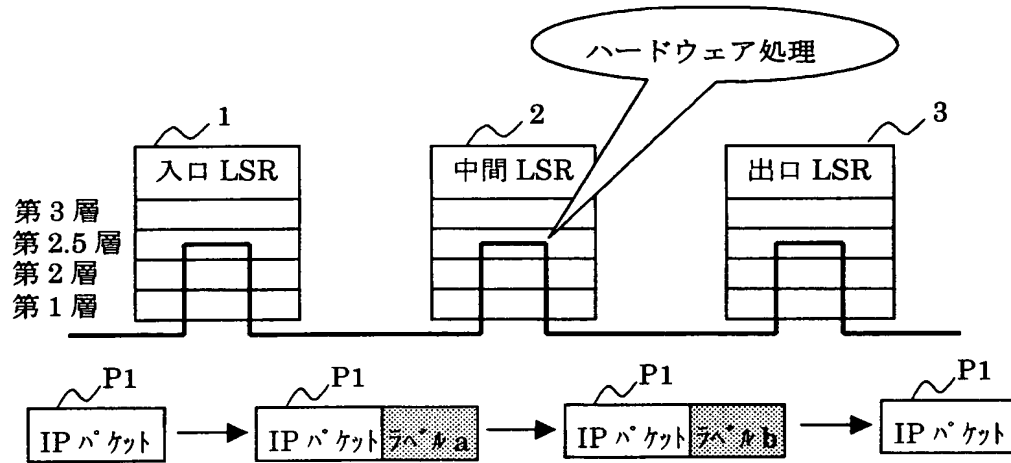 ハードウェア処理
1
2
3
入口 LSR
中間 LSR
出口 LSR
第 3 層
第 2.5 層
第 2 層
第 1 層
P1
P1
P1
P1
IP パケット
IP パケット ラベル a
IP パケット ラベル b
IP パケット